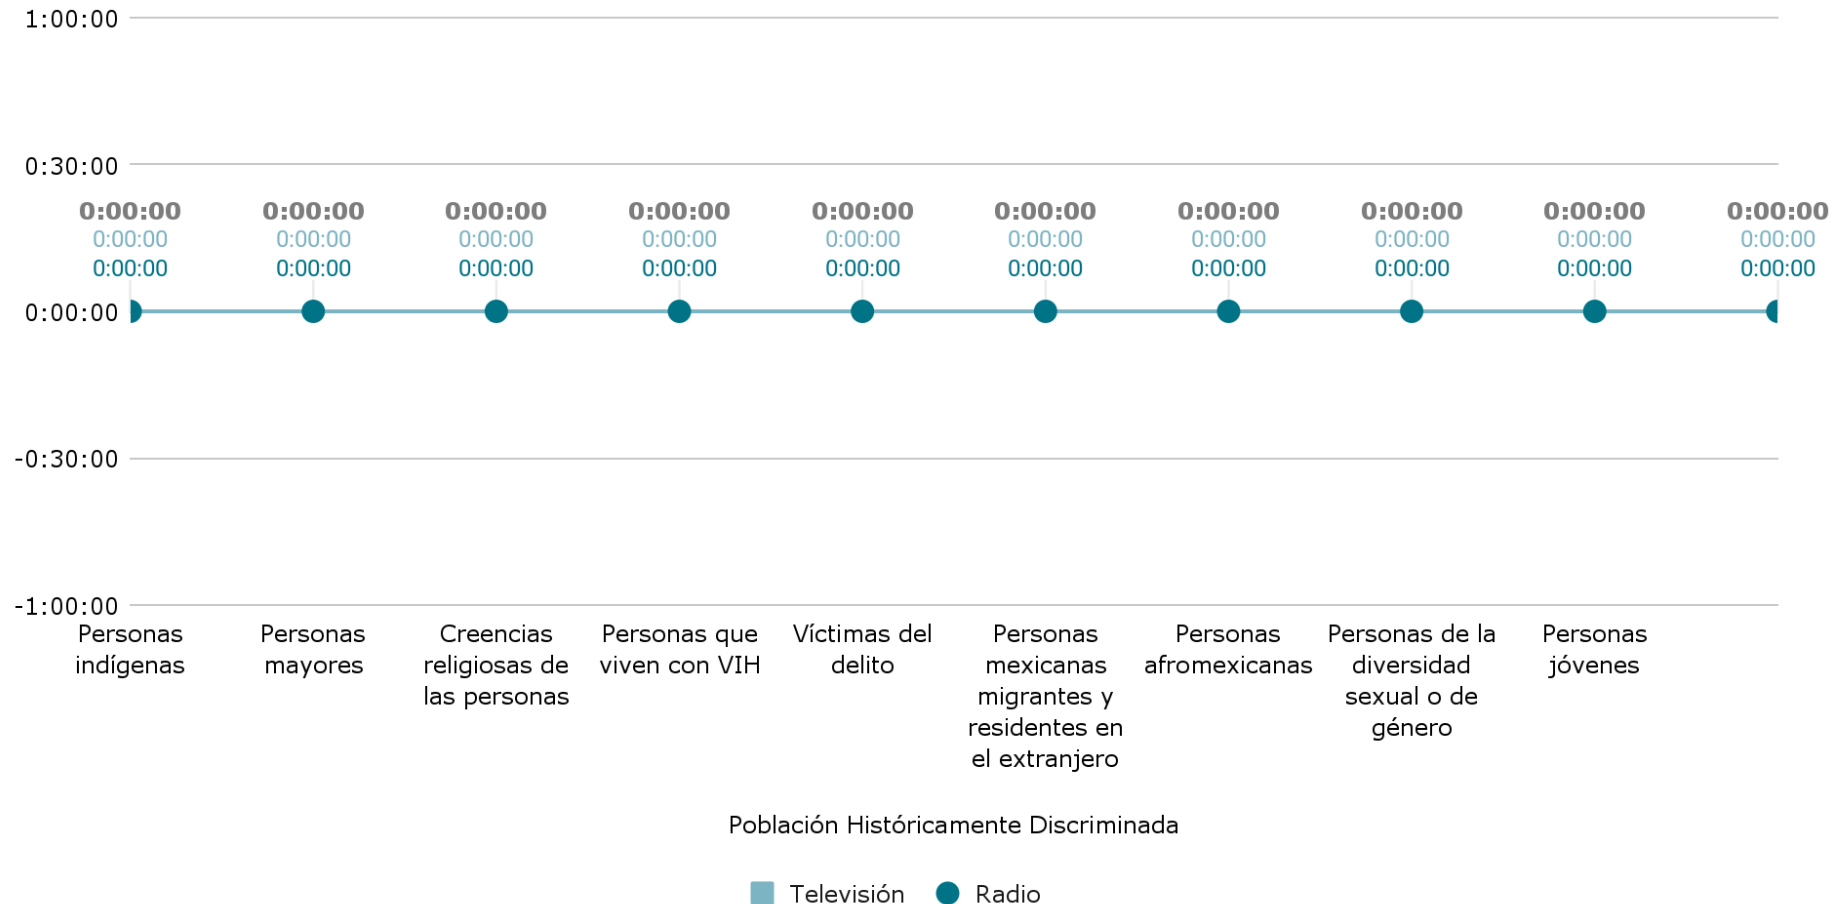 1:00:00
0:30:00
0:00:00 0:00:00 0:00:00 0:00:00 0:00:00 0:00:00 0:00:00 0:00:00 0:00:00 0:00:00
0:00:00 0:00:00 0:00:00 0:00:00 0:00:00 0:00:00 0:00:00 0:00:00 0:00:00 0:00:00
0:00:00 0:00:00 0:00:00 0:00:00 0:00:00 0:00:00 0:00:00 0:00:00 0:00:00 0:00:00
0:00:00
-0:30:00
-1:00:00
Personas
indígenas
Personas
mayores
Creencias
religiosas de
las personas
Personas que
viven con VIH
Víctimas del
delito
Personas
mexicanas
migrantes y
residentes en
el extranjero
Personas
afromexicanas
Personas de la
diversidad
sexual o de
género
Personas
jóvenes
Población Históricamente Discriminada
Televisión
Radio